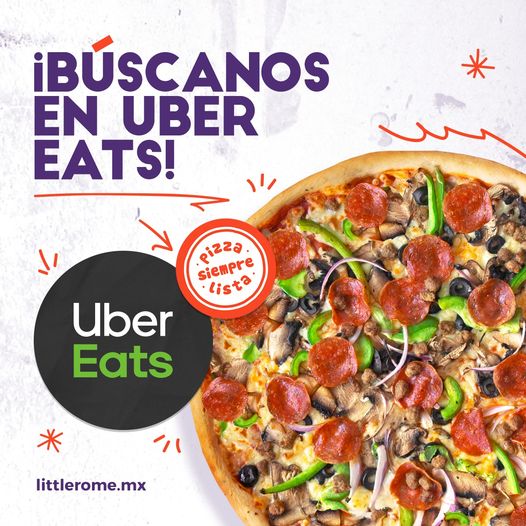 ¡BÚSCANOS
EN UBER
EATS!
pizza
siempre
lista
Uber
Eats
littlerome.mx